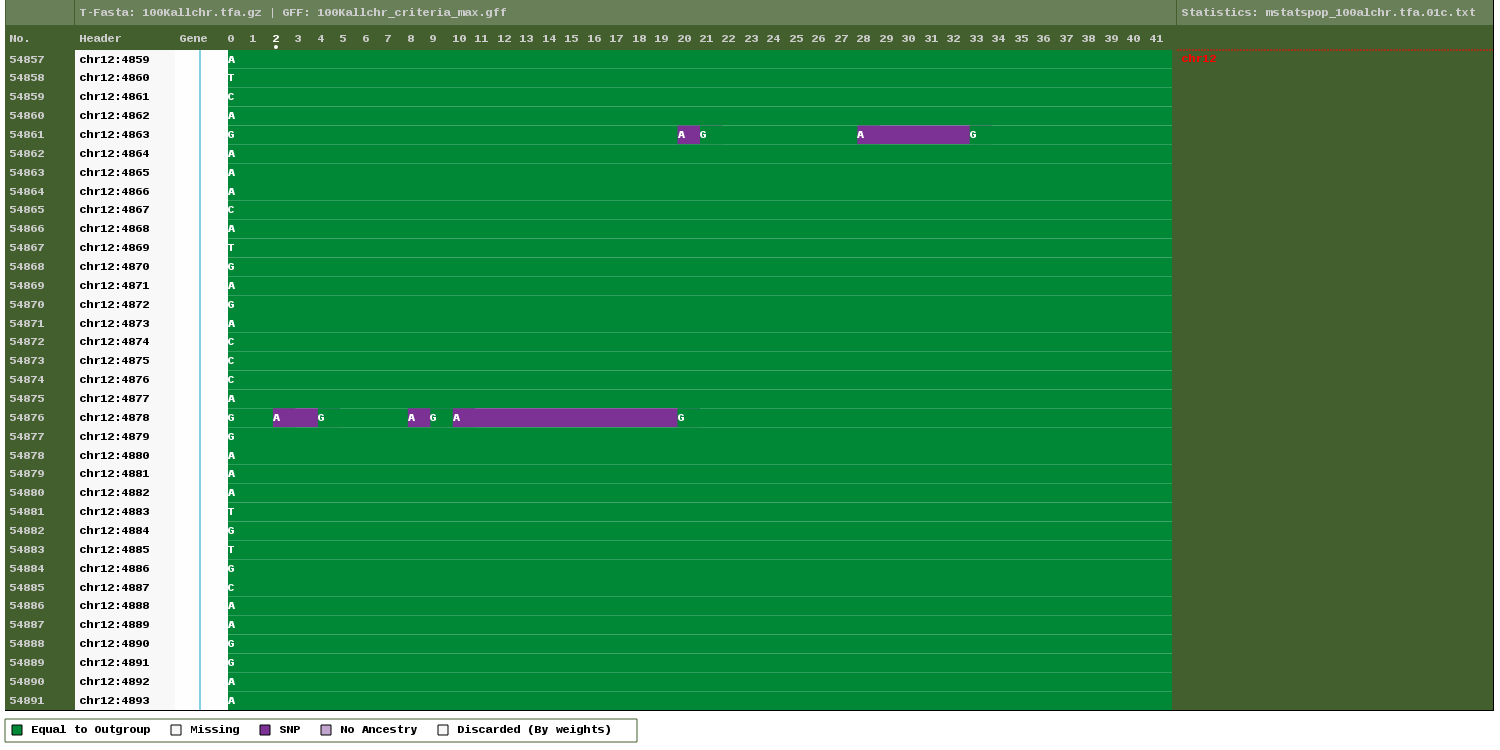 T-Fasta: 100Kallchr.tfa.gz | GFF: 100Kallchr_criteria_max.gff Statistics: mstatspop_100alchr.tfa.01c.txt
No. Header Gene 0 1 2 3 4 5 6 7 8 9 10 11 12 13 14 15 16 17 18 19 20 21 22 23 24 25 26 27 28 29 30 31 32 33 34 35 36 37 38 39 40 41
54857 chr12:4859 A chr12
54858 chr12:4860 T
54859 chr12:4861 C
54860 chr12:4862 A
54861 chr12:4863 G A G A G
54862 chr12:4864 A
54863 chr12:4865 A
54864 chr12:4866 A
54865 chr12:4867 C
54866 chr12:4868 A
54867 chr12:4869 T
54868 chr12:4870 G
54869 chr12:4871 A
54870 chr12:4872 G
54871 chr12:4873 A
54872 chr12:4874 C
54873 chr12:4875 C
54874 chr12:4876 C
54875 chr12:4877 A
54876 chr12:4878 G A G A G A G
54877 chr12:4879 G
54878 chr12:4880 A
54879 chr12:4881 A
54880 chr12:4882 A
54881 chr12:4883 T
54882 chr12:4884 G
54883 chr12:4885 T
54884 chr12:4886 G
54885 chr12:4887 C
54886 chr12:4888 A
54887 chr12:4889 A
54888 chr12:4890 G
54889 chr12:4891 G
54890 chr12:4892 A
54891 chr12:4893 A
Equal to Outgroup Missing SNP No Ancestry Discarded (By weights)